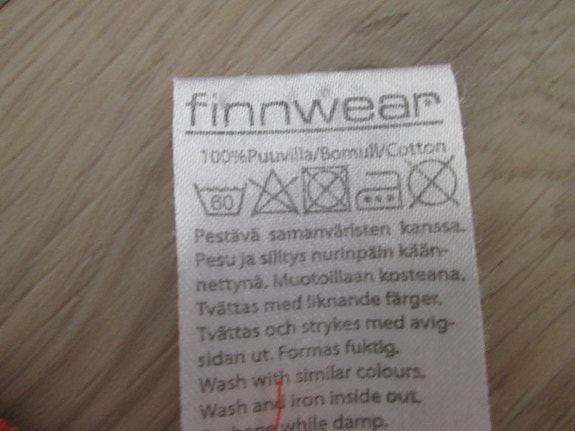 finnwear
100%Puuvilla/Bomull/Cotton
60
Pestävä samanväristen kanssa.
Pesu ja silitys nurinpäin kään-
nettynä. Muotoillaan kosteana.
Tvättas med liknande färger.
Tvättas och strykes med avig-
sidan ut. Formas fuktig.
Wash with similar colours.
Wash and iron inside out.
while damp.